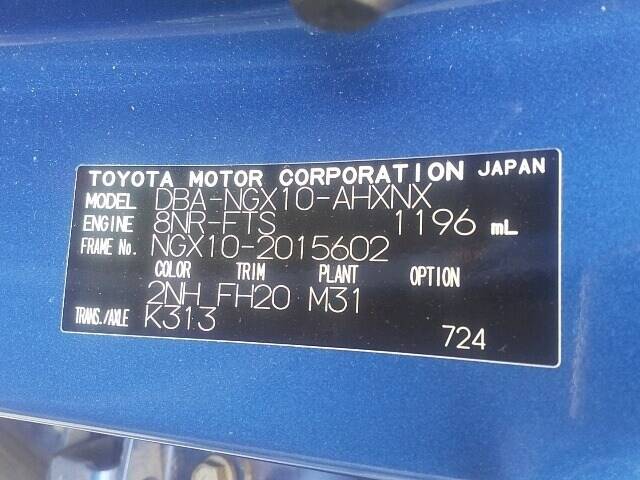 TOYOTA MOTOR CORPORATION JAPAN
MODEL DBA-NGX10-AHXNX
ENGINE 8NR-FTS 1196 mL
FRAME No. NGX10-2015602
COLOR TRIM PLANT OPTION
2NH FH20 M31
TRANS./AXLE K313
724